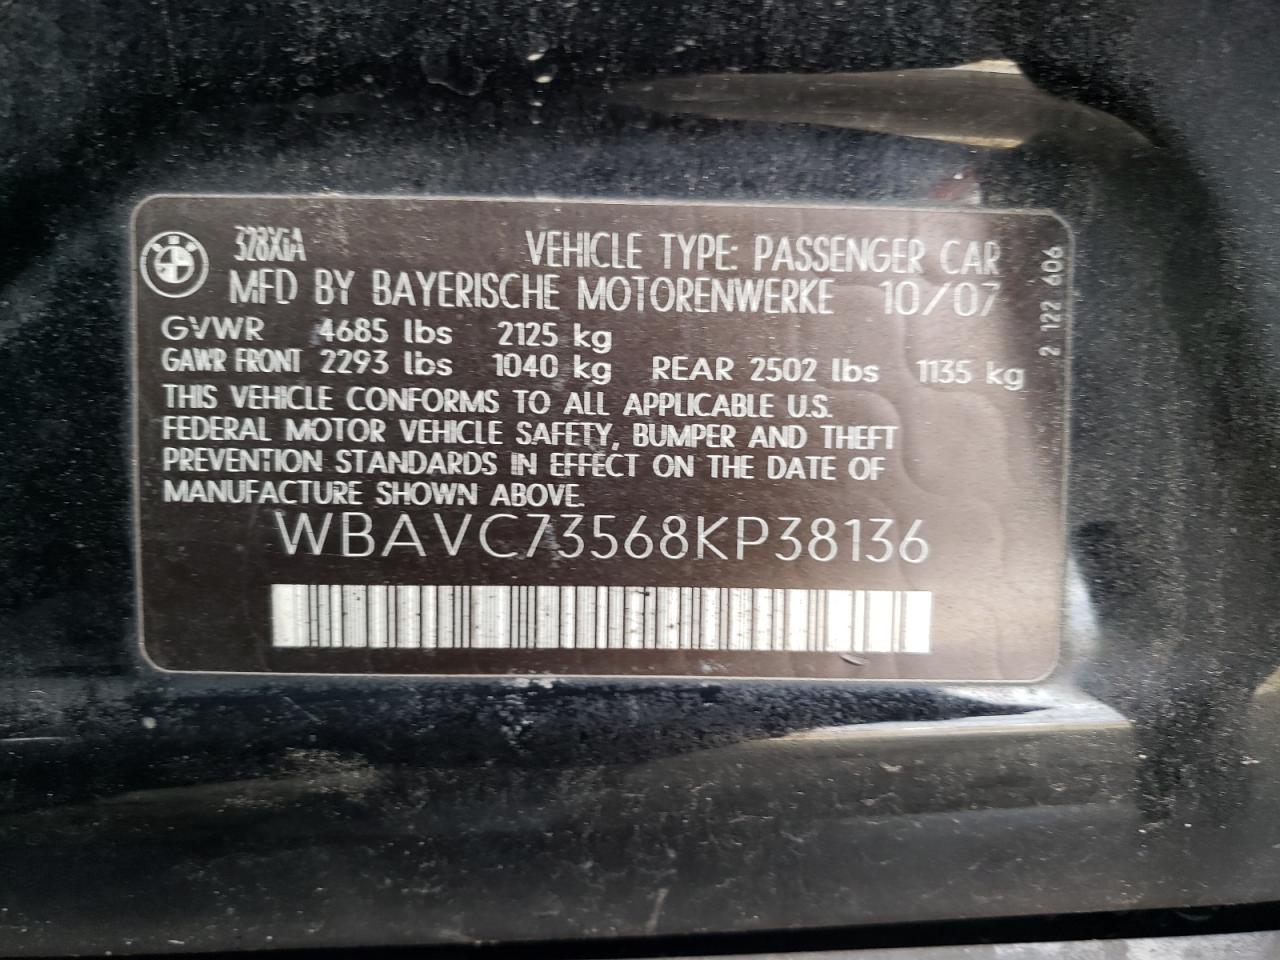 328XiA
VEHICLE TYPE: PASSENGER CAR
MFD BY BAYERISCHE MOTORENWERKE 10/07
GVWR 4685 lbs 2125 kg
GAWR FRONT 2293 lbs 1040 kg REAR 2502 lbs 1135 kg
THIS VEHICLE CONFORMS TO ALL APPLICABLE U.S.
FEDERAL MOTOR VEHICLE SAFETY, BUMPER AND THEFT
PREVENTION STANDARDS IN EFFECT ON THE DATE OF
MANUFACTURE SHOWN ABOVE.
WBAVC73568KP38136
2 122 606